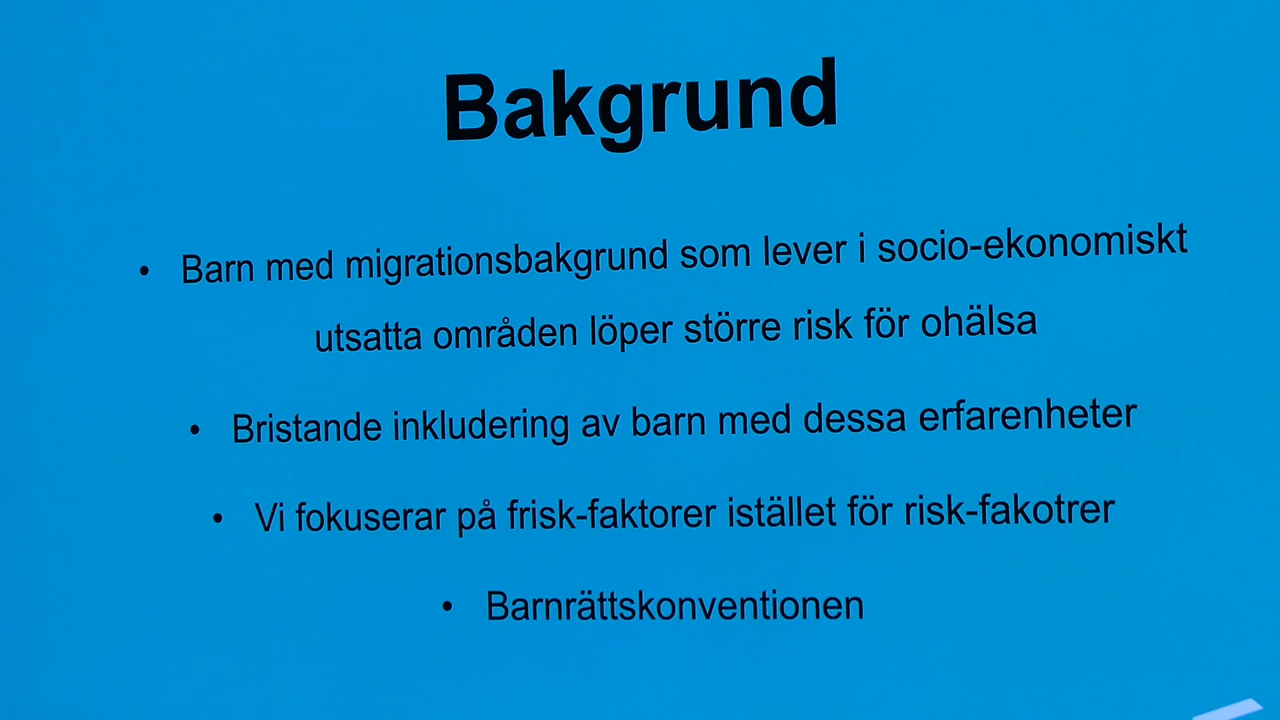 Bakgrund
• Barn med migrationsbakgrund som lever i socio-ekonomiskt
utsatta områden löper större risk för ohälsa
• Bristande inkludering av barn med dessa erfarenheter
• Vi fokuserar på frisk-faktorer istället för risk-fakotrer
• Barnrättskonventionen